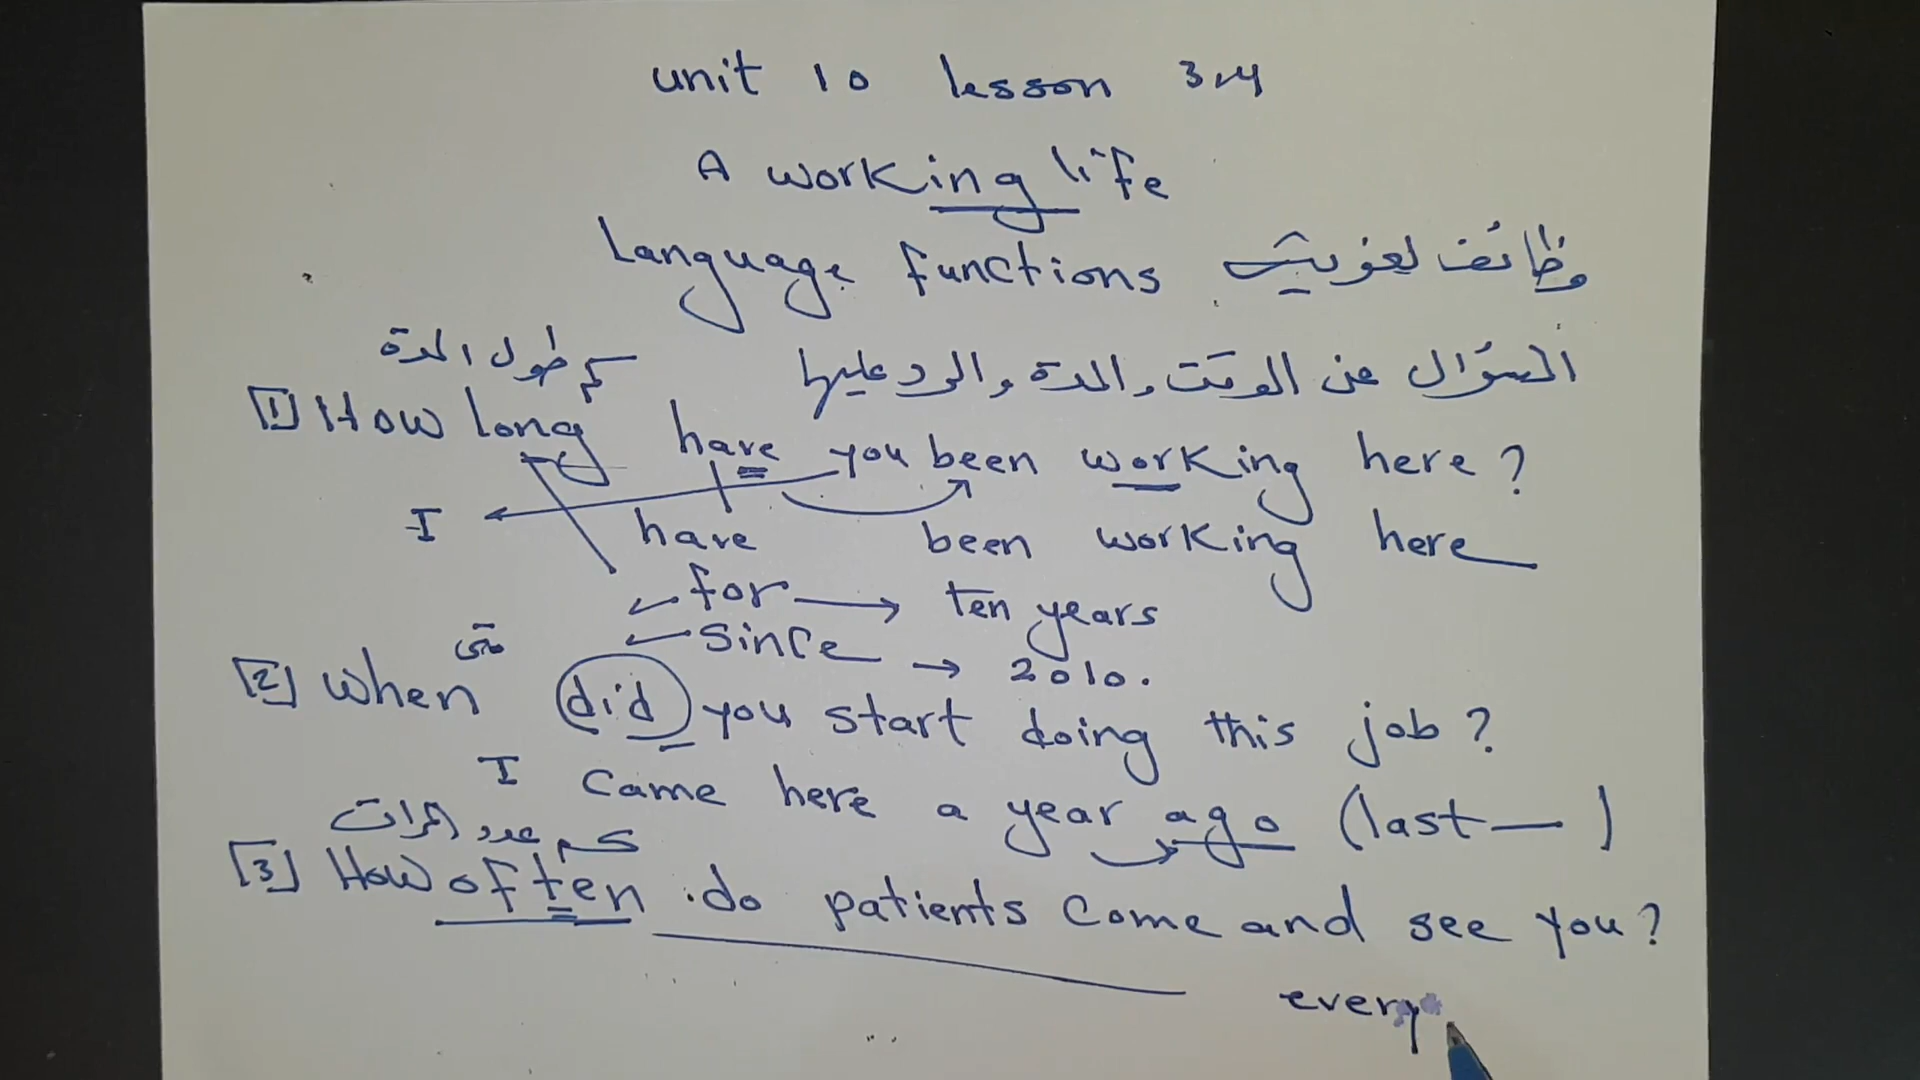 unit 10 lesson 3,4
A working life
Language functions وظائف لغوية
السؤال عن الوقت والمدة والرد عليها
كم طول المدة
[1] How long have you been working here?
I have been working here
for → ten years
since → 2010.
متى
[2] When did you start doing this job?
I came here a year ago (last — )
كم عدد المرات
[3] How often do patients come and see you?
every